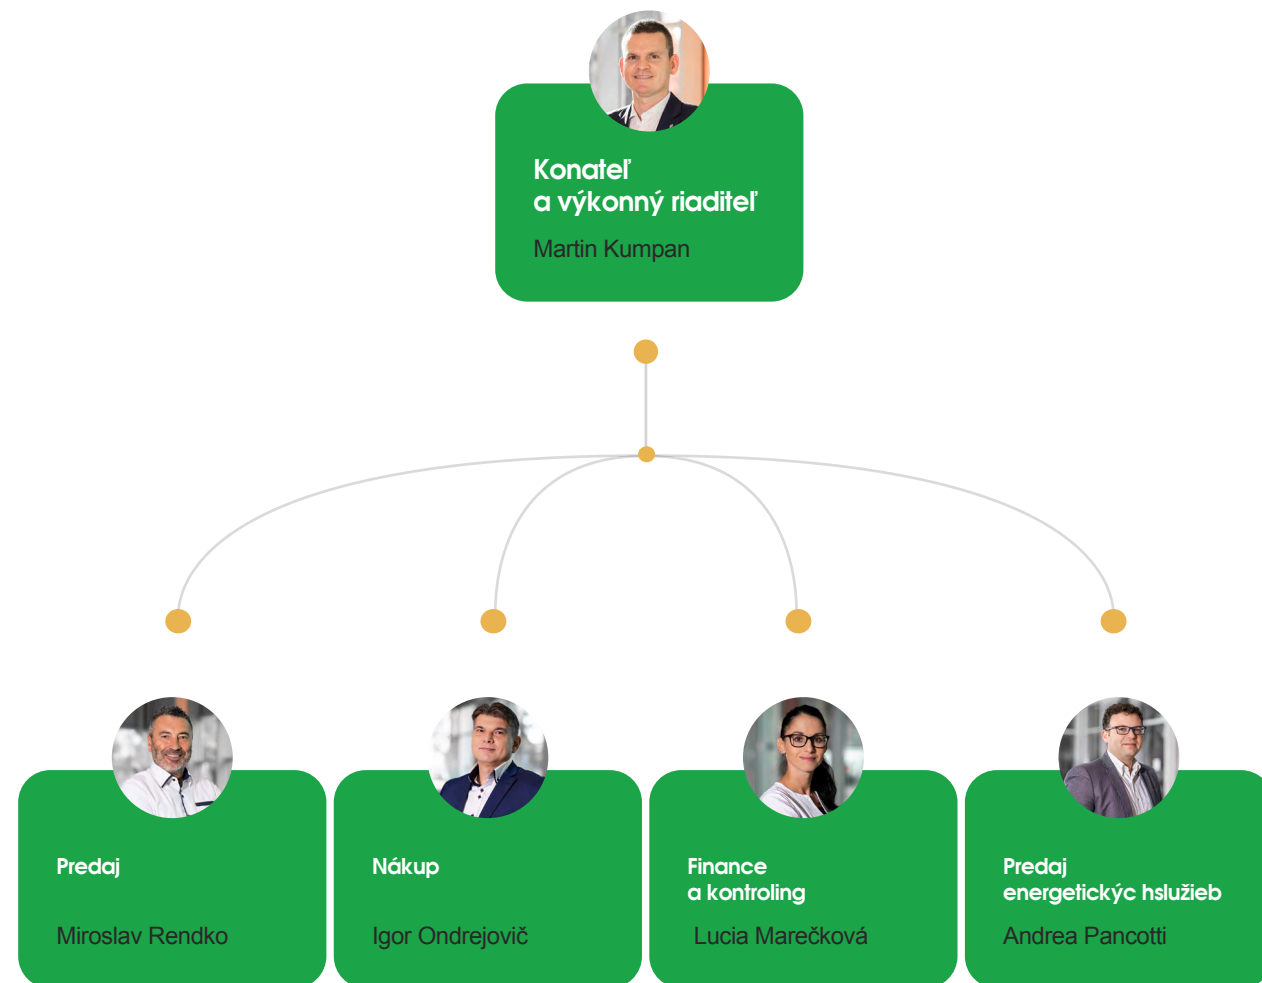 Konateľ
a výkonný riaditeľ
Martin Kumpan
Predaj
Miroslav Rendko
Nákup
Igor Ondrejovič
Finance
a kontroling
Lucia Marečková
Predaj
energetickýc hslužieb
Andrea Pancotti